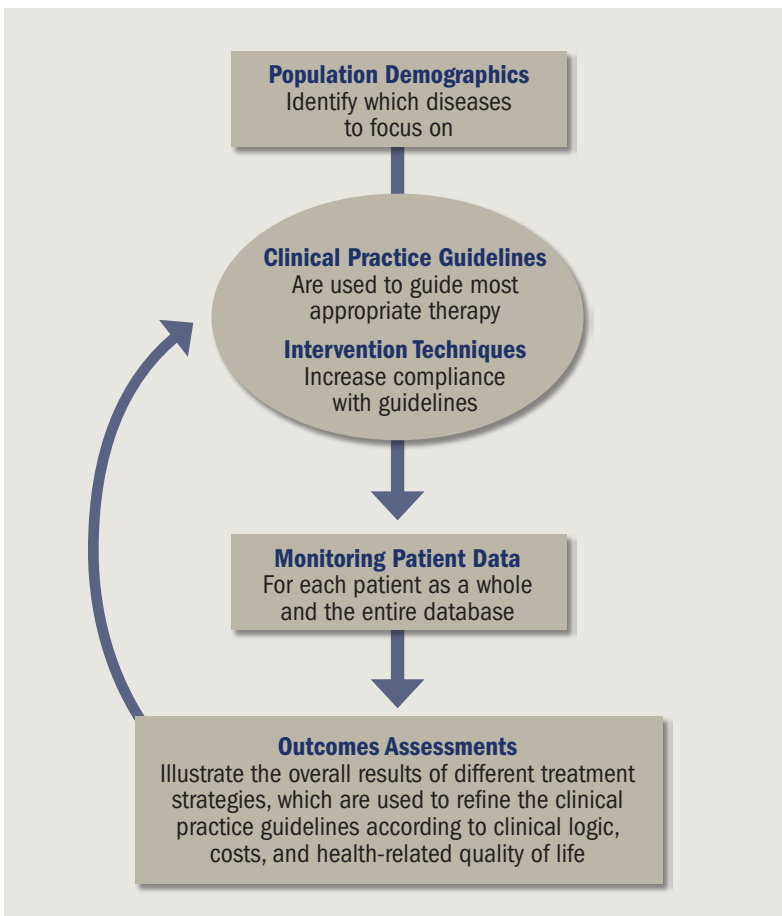 Population Demographics
Identify which diseases
to focus on
Clinical Practice Guidelines
Are used to guide most
appropriate therapy
Intervention Techniques
Increase compliance
with guidelines
Monitoring Patient Data
For each patient as a whole
and the entire database
Outcomes Assessments
Illustrate the overall results of different treatment
strategies, which are used to refine the clinical
practice guidelines according to clinical logic,
costs, and health-related quality of life